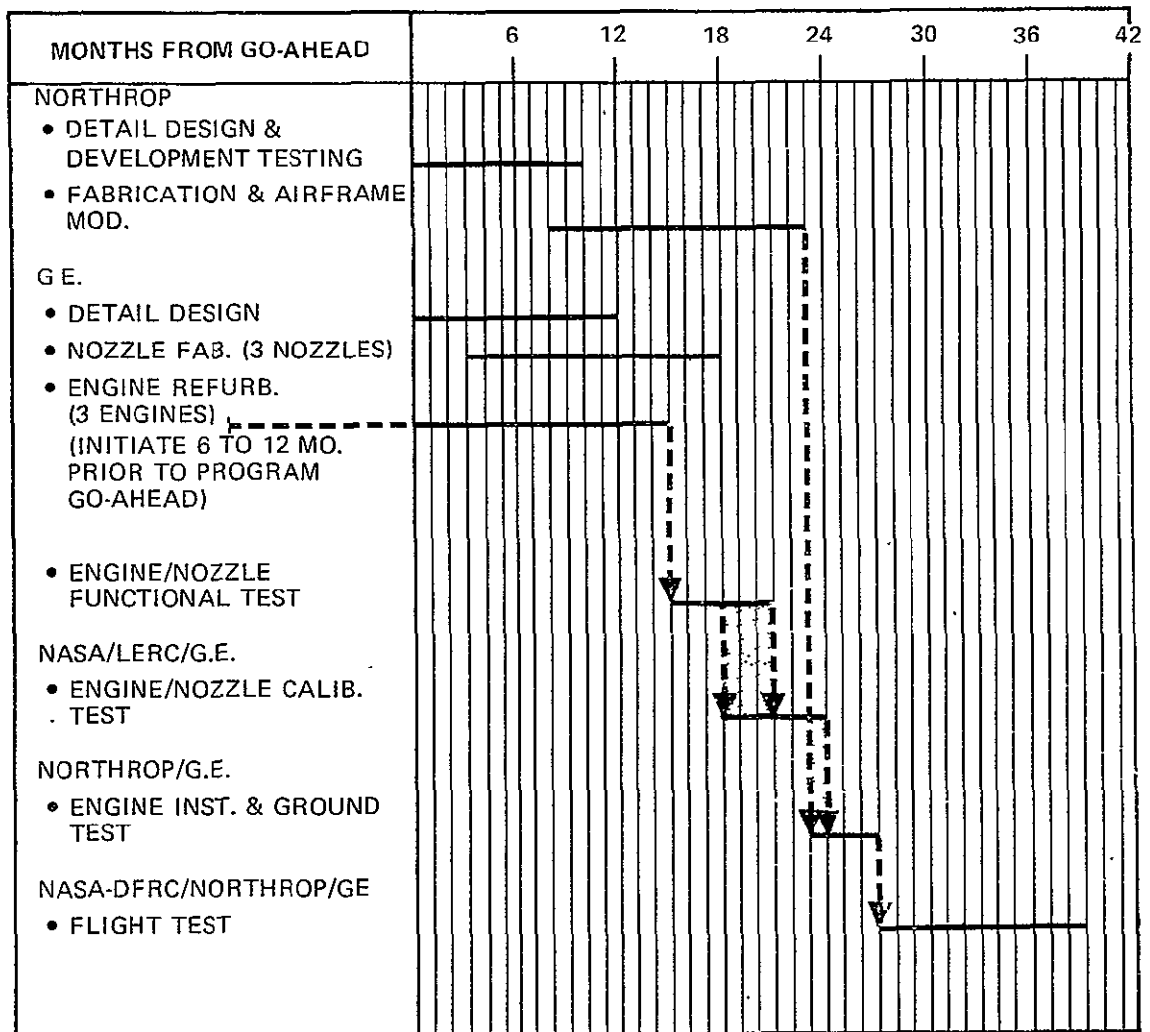 MONTHS FROM GO-AHEAD
6 12 18 24 30 36 42
NORTHROP
• DETAIL DESIGN &
DEVELOPMENT TESTING
• FABRICATION & AIRFRAME
MOD.
G E.
• DETAIL DESIGN
• NOZZLE FAB. (3 NOZZLES)
• ENGINE REFURB.
(3 ENGINES)
(INITIATE 6 TO 12 MO.
PRIOR TO PROGRAM
GO-AHEAD)
• ENGINE/NOZZLE
FUNCTIONAL TEST
NASA/LERC/G.E.
• ENGINE/NOZZLE CALIB.
TEST
NORTHROP/G.E.
• ENGINE INST. & GROUND
TEST
NASA-DFRC/NORTHROP/GE
• FLIGHT TEST